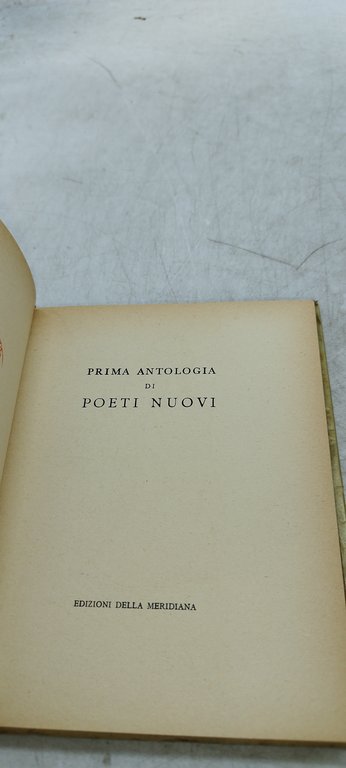 PRIMA ANTOLOGIA
DI
POETI NUOVI
EDIZIONI DELLA MERIDIANA